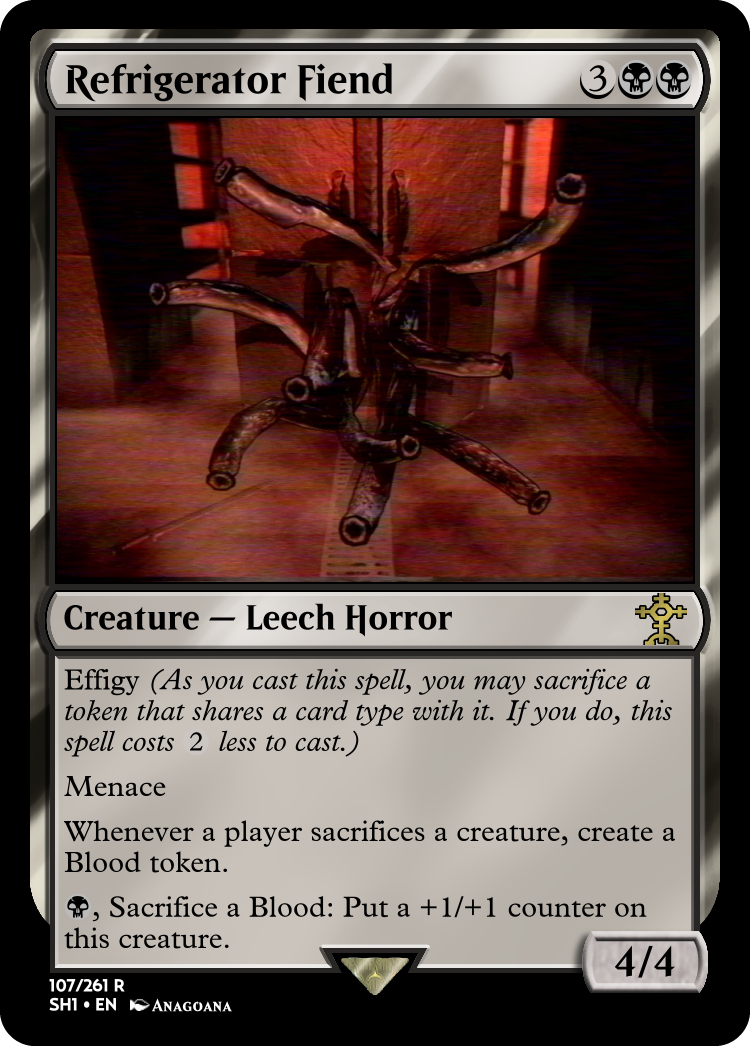 Refrigerator Fiend 3
Creature — Leech Horror
Effigy (As you cast this spell, you may sacrifice a
token that shares a card type with it. If you do, this
spell costs 2 less to cast.)
Menace
Whenever a player sacrifices a creature, create a
Blood token.
, Sacrifice a Blood: Put a +1/+1 counter on
this creature.
4/4
107/261 R
SH1 • EN ANAGOANA